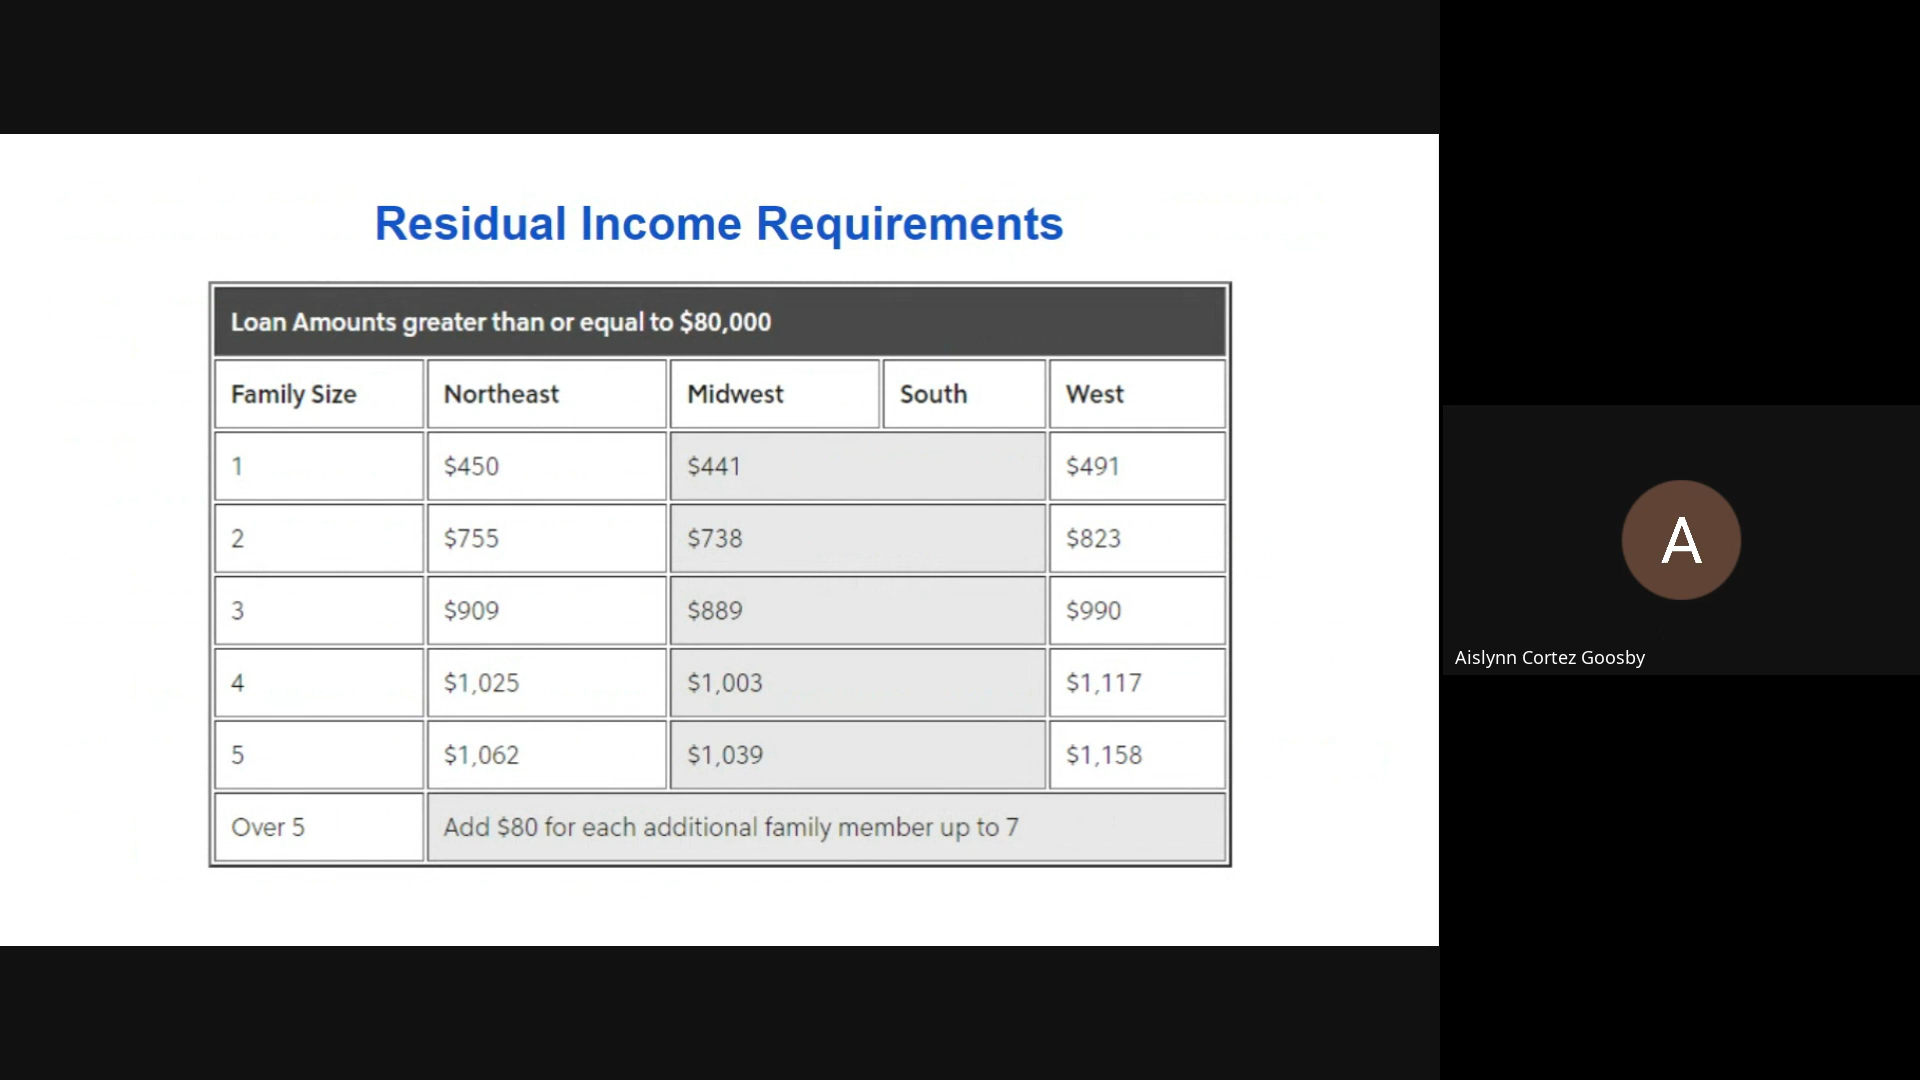 Residual Income Requirements
Loan Amounts greater than or equal to $80,000
Family Size Northeast Midwest South West
1 $450 $441 $491
2 $755 $738 $823
3 $909 $889 $990
4 $1,025 $1,003 $1,117
5 $1,062 $1,039 $1,158
Over 5 Add $80 for each additional family member up to 7
A
Aislynn Cortez Goosby